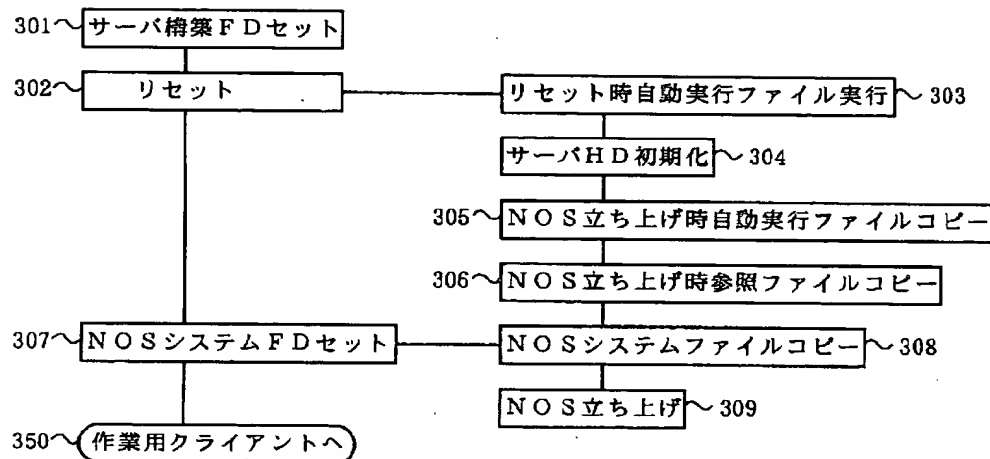 301 サーバ構築FDセット
302 リセット
リセット時自動実行ファイル実行 303
サーバHD初期化 304
305 NOS立ち上げ時自動実行ファイルコピー
306 NOS立ち上げ時参照ファイルコピー
307 NOSシステムFDセット
NOSシステムファイルコピー 308
NOS立ち上げ 309
350 作業用クライアントへ